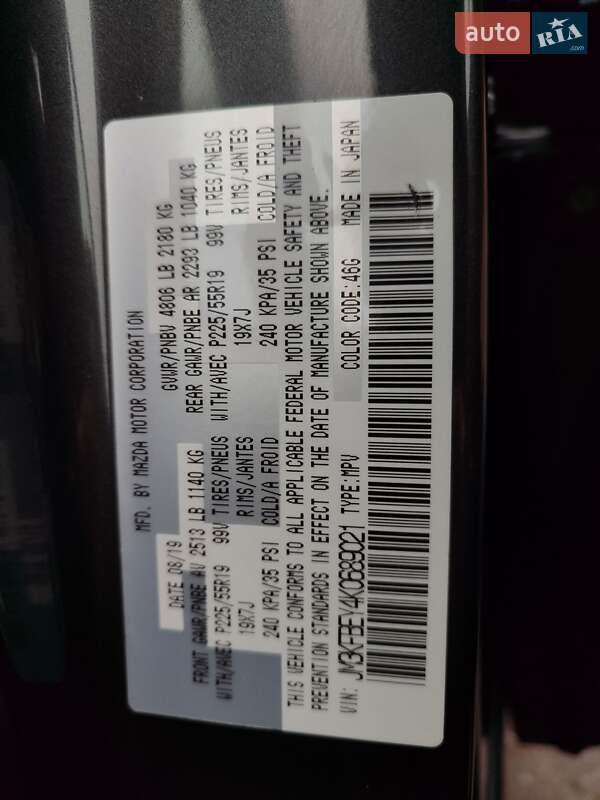 auto RIA .com
MFD. BY MAZDA MOTOR CORPORATION
DATE 08/19 GVWR/PNBV 4806 LB 2180 KG
FRONT GAWR/PNBE AV 2513 LB 1140 KG REAR GAWR/PNBE AR 2293 LB 1040 KG
WITH/AVEC P225/55R19 99V TIRES/PNEUS WITH/AVEC P225/55R19 99V TIRES/PNEUS
19X7J RIMS/JANTES 19X7J RIMS/JANTES
240 KPA/35 PSI COLD/A FROID 240 KPA/35 PSI COLD/A FROID
THIS VEHICLE CONFORMS TO ALL APPLICABLE FEDERAL MOTOR VEHICLE SAFETY AND THEFT
PREVENTION STANDARDS IN EFFECT ON THE DATE OF MANUFACTURE SHOWN ABOVE.
VIN: JM3KFBEY4K0689021 TYPE:MPV COLOR CODE:46G MADE IN JAPAN